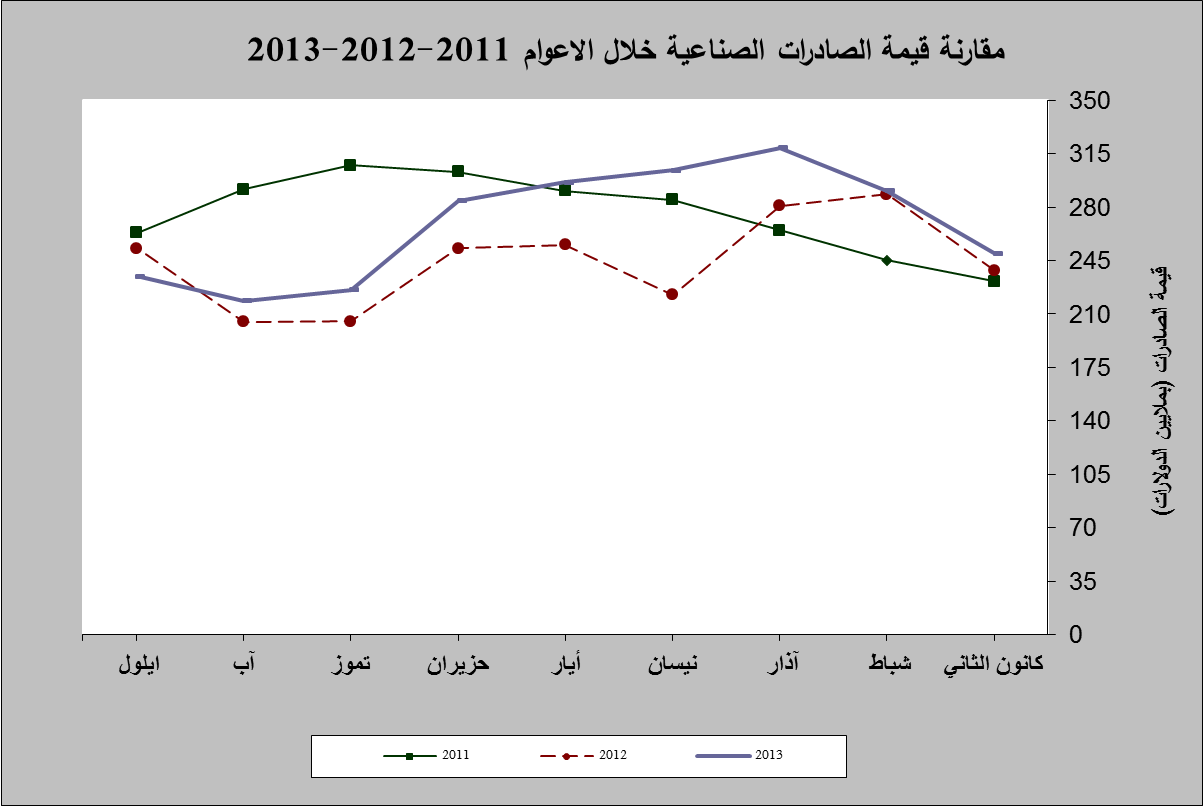 مقارنة قيمة الصادرات الصناعية خلال الاعوام 2011-2012-2013
350
315
280
245
210
175
140
105
70
35
0
قيمة الصادرات (بملايين الدولارات)
كانون الثاني
شباط
آذار
نيسان
أيار
حزيران
تموز
آب
ايلول
2011
2012
2013